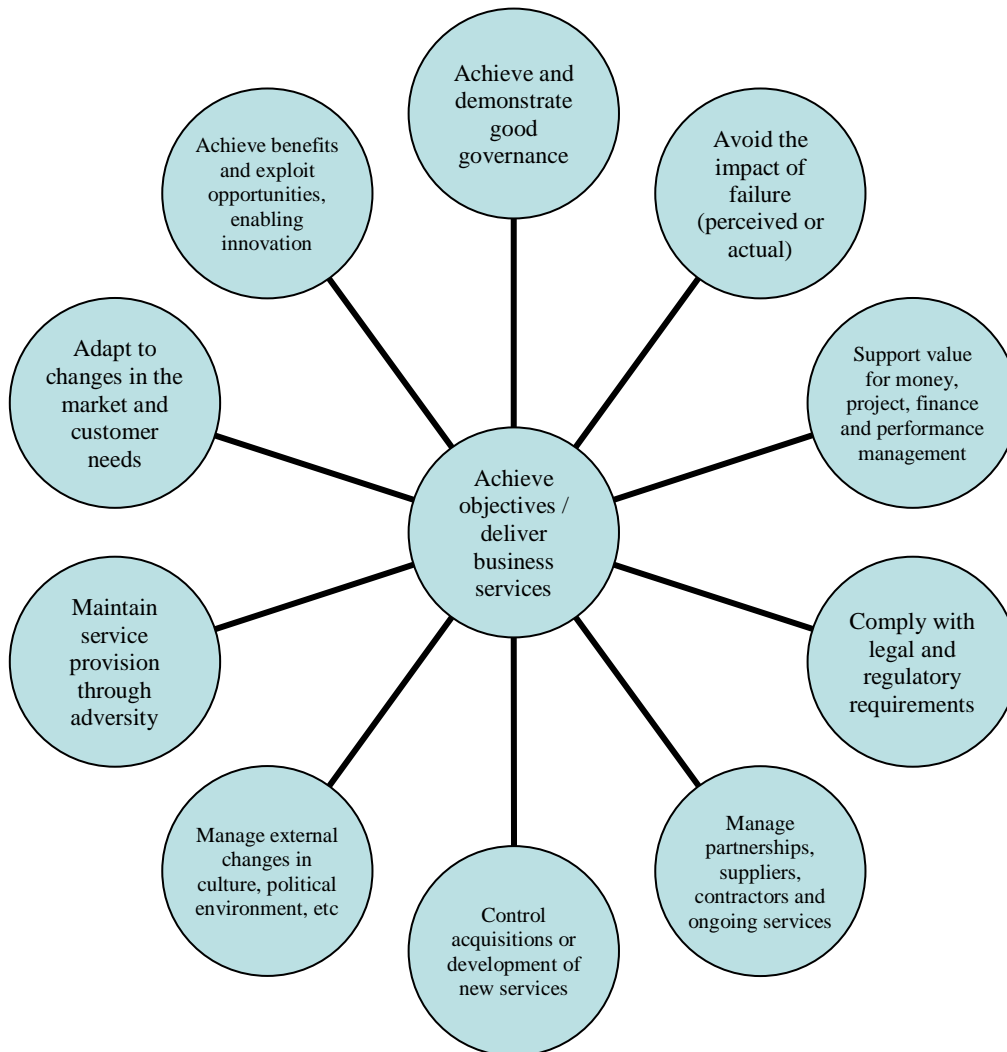 Achieve and
demonstrate
good
governance
Avoid the
impact of
failure
(perceived or
actual)
Support value
for money,
project, finance
and performance
management
Comply with
legal and
regulatory
requirements
Manage
partnerships,
suppliers,
contractors and
ongoing services
Control
acquisitions or
development of
new services
Manage external
changes in
culture, political
environment, etc
Maintain
service
provision
through
adversity
Adapt to
changes in the
market and
customer
needs
Achieve benefits
and exploit
opportunities,
enabling
innovation
Achieve
objectives /
deliver
business
services